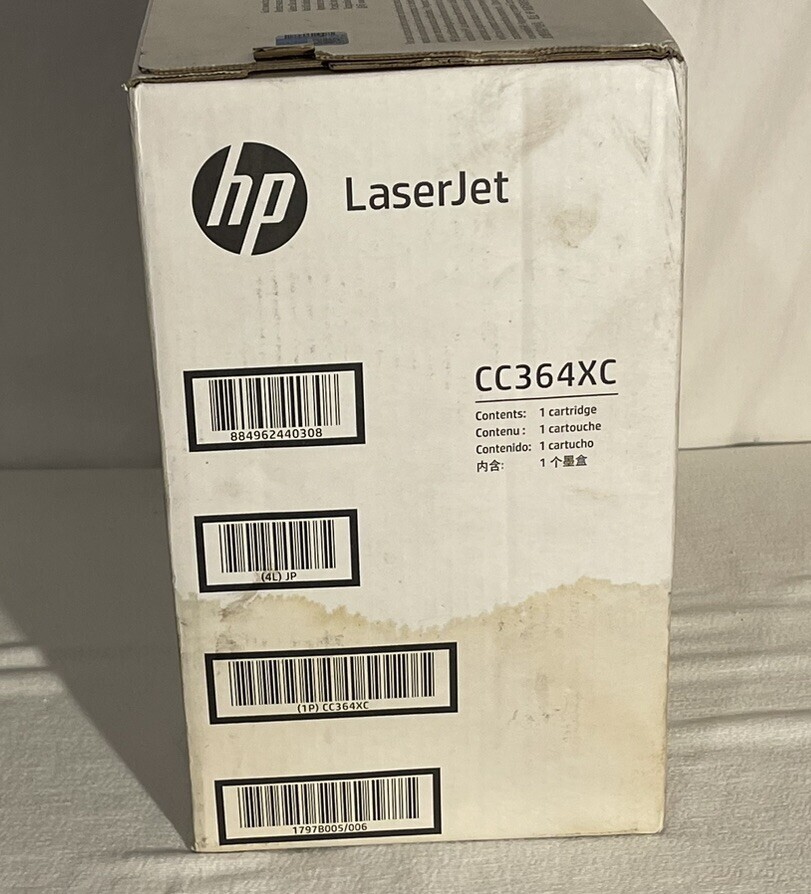 hp LaserJet
884962440308
CC364XC
Contents: 1 cartridge
Contenu : 1 cartouche
Contenido: 1 cartucho
内含: 1 个墨盒
(4L) JP
(1P) CC364XC
1797B005/006